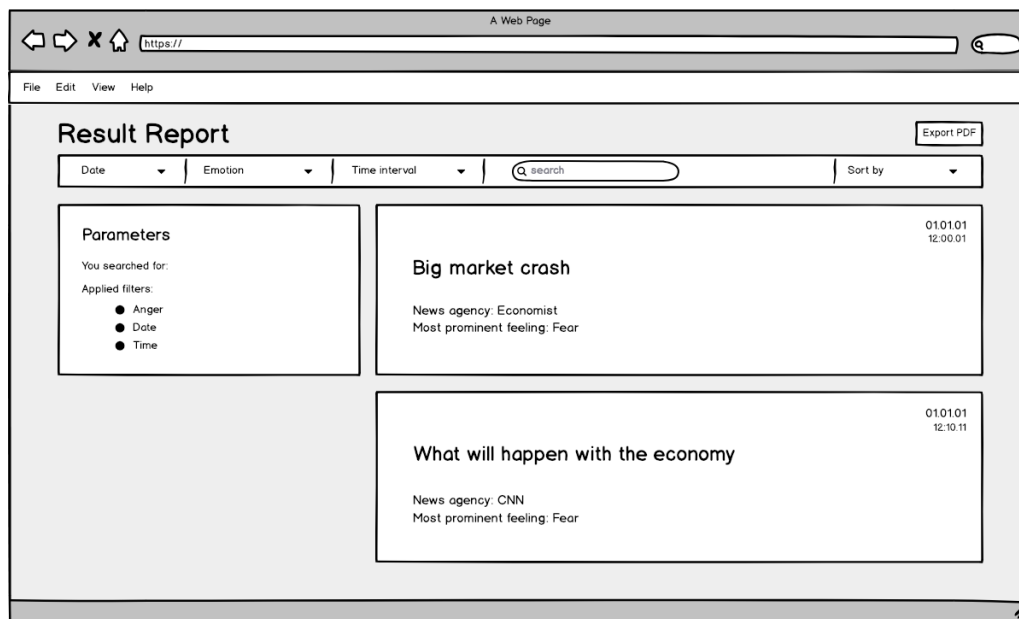 A Web Page
https://
File Edit View Help
Result Report
Export PDF
Date Emotion Time interval search Sort by
Parameters
You searched for:
Applied filters:
Anger
Date
Time
01.01.01
12:00.01
Big market crash
News agency: Economist
Most prominent feeling: Fear
01.01.01
12:10.11
What will happen with the economy
News agency: CNN
Most prominent feeling: Fear